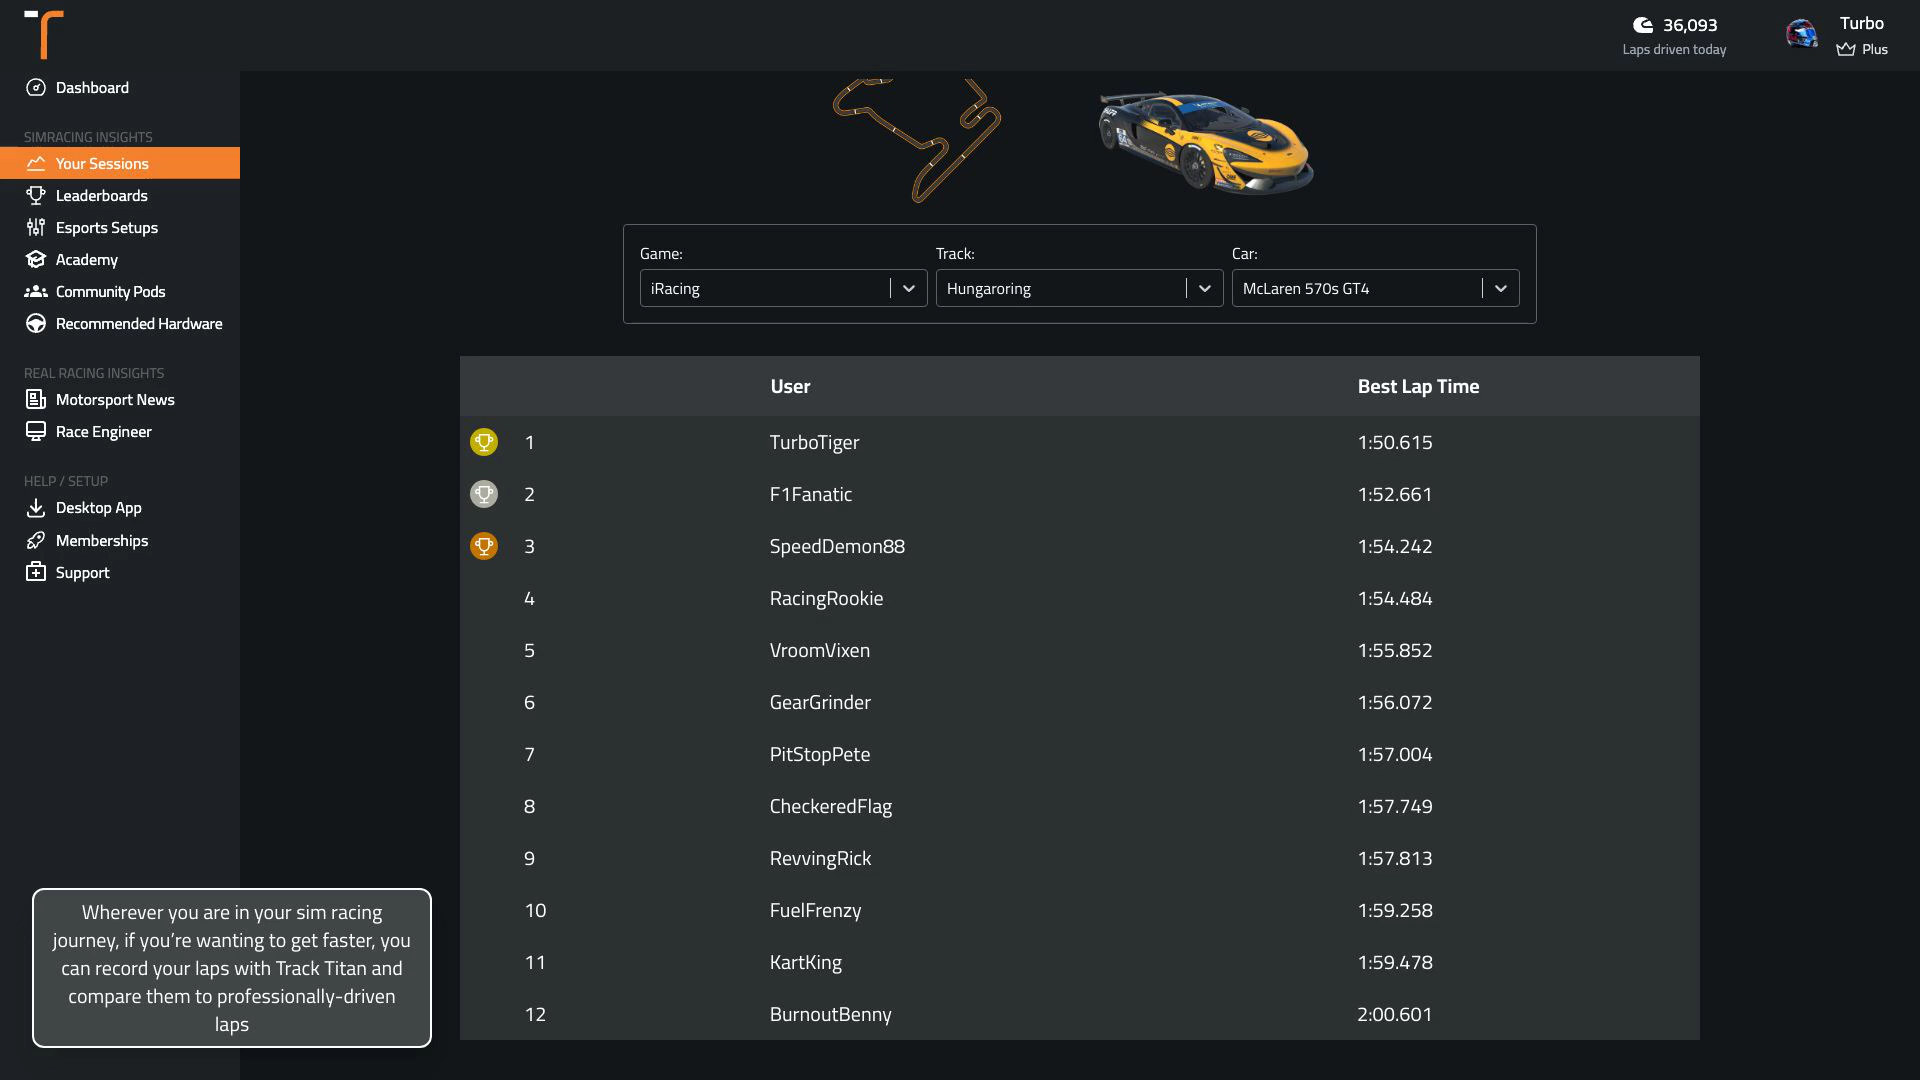 36,093
Laps driven today
Turbo
Plus
Dashboard
SIMRACING INSIGHTS
Your Sessions
Leaderboards
Esports Setups
Academy
Community Pods
Recommended Hardware
REAL RACING INSIGHTS
Motorsport News
Race Engineer
HELP / SETUP
Desktop App
Memberships
Support
Wherever you are in your sim racing
journey, if you’re wanting to get faster, you
can record your laps with Track Titan and
compare them to professionally-driven
laps
Game: Track: Car:
iRacing Hungaroring McLaren 570s GT4
User Best Lap Time
1 TurboTiger 1:50.615
2 F1Fanatic 1:52.661
3 SpeedDemon88 1:54.242
4 RacingRookie 1:54.484
5 VroomVixen 1:55.852
6 GearGrinder 1:56.072
7 PitStopPete 1:57.004
8 CheckeredFlag 1:57.749
9 RevvingRick 1:57.813
10 FuelFrenzy 1:59.258
11 KartKing 1:59.478
12 BurnoutBenny 2:00.601